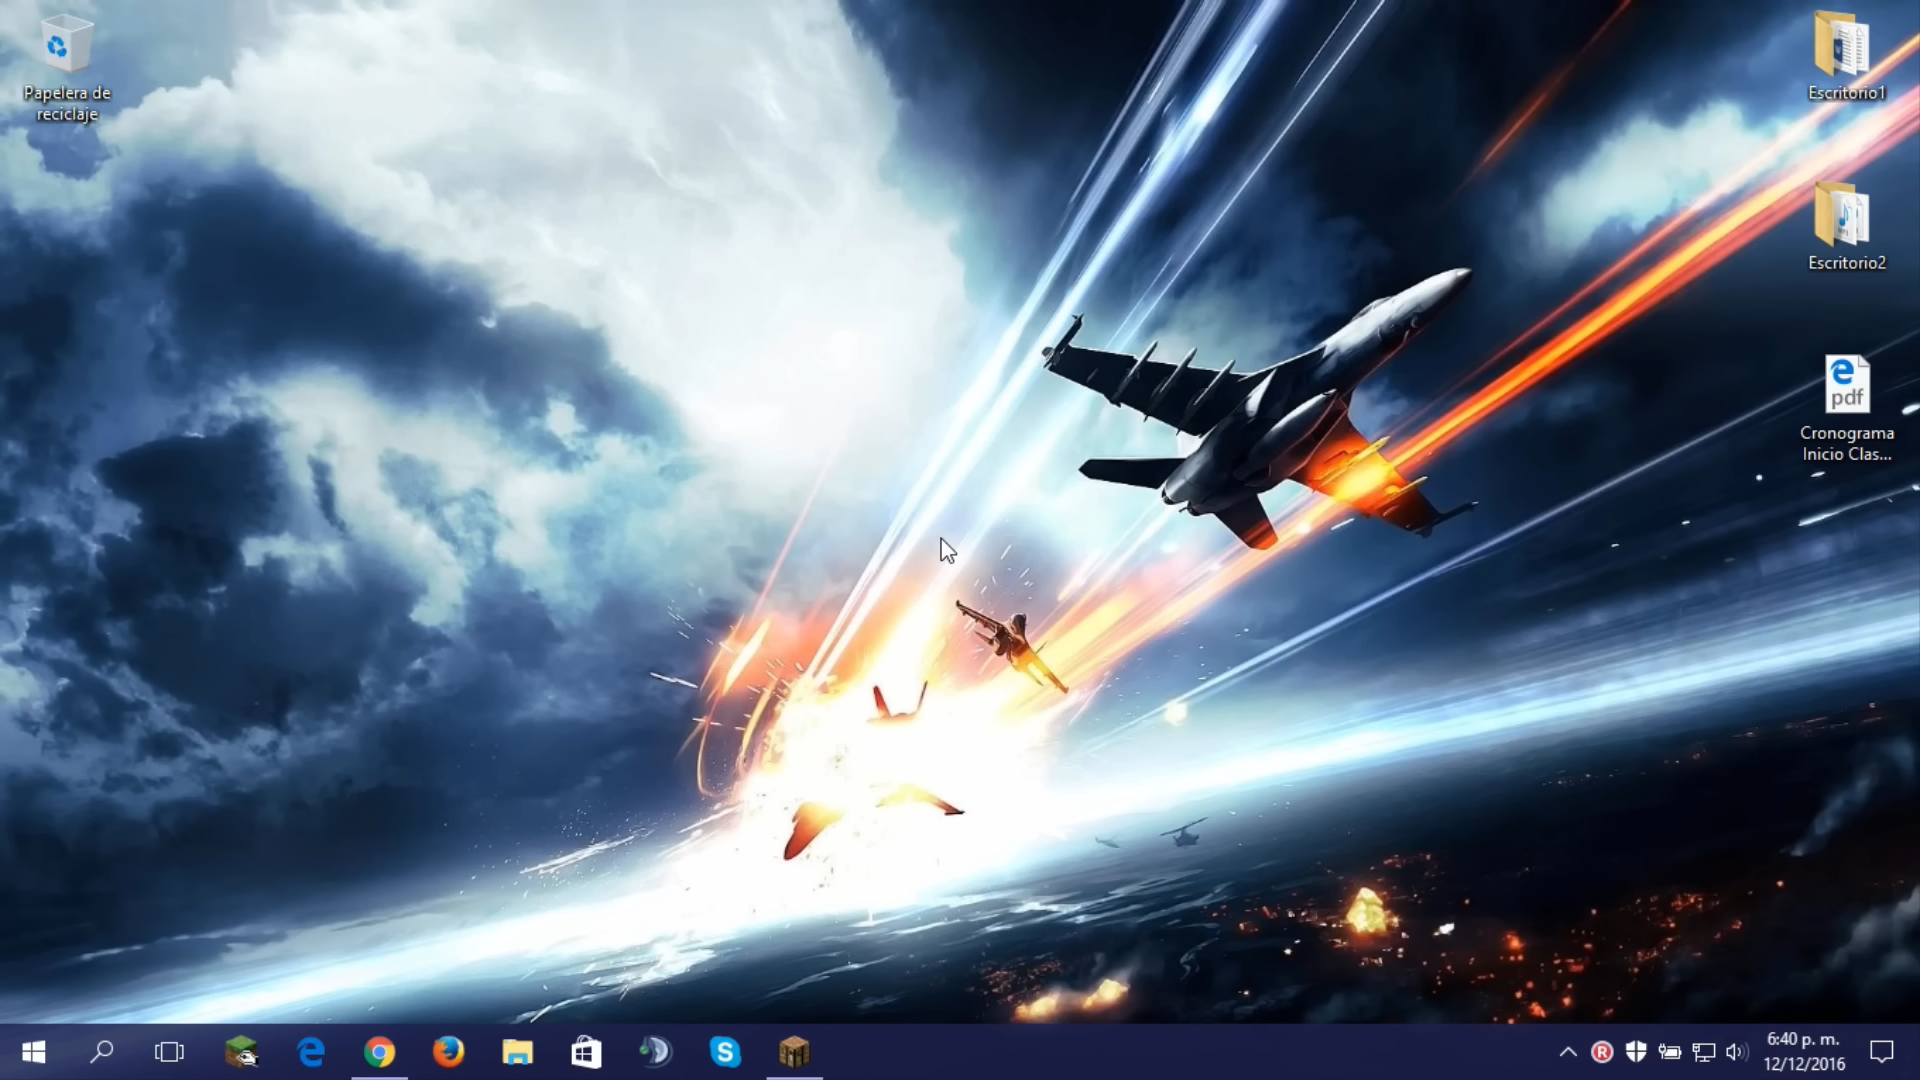 Papelera de
reciclaje
Escritorio1
Escritorio2
pdf
Cronograma
Inicio Clas...
6:40 p. m.
12/12/2016